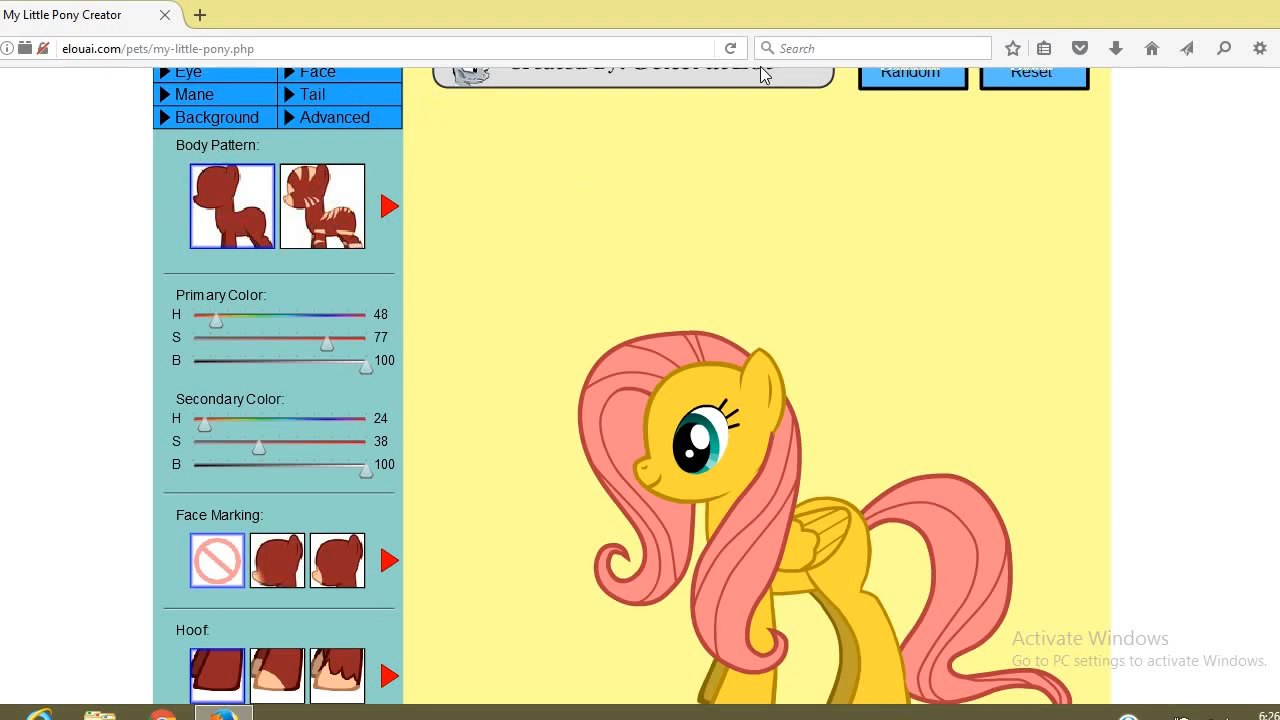 My Little Pony Creator
elouai.com/pets/my-little-pony.php
Search
Eye
Face
Random
Reset
Mane
Tail
Background
Advanced
Body Pattern:
Primary Color:
H 48
S 77
B 100
Secondary Color:
H 24
S 38
B 100
Face Marking:
Hoof:
Activate Windows
Go to PC settings to activate Windows.